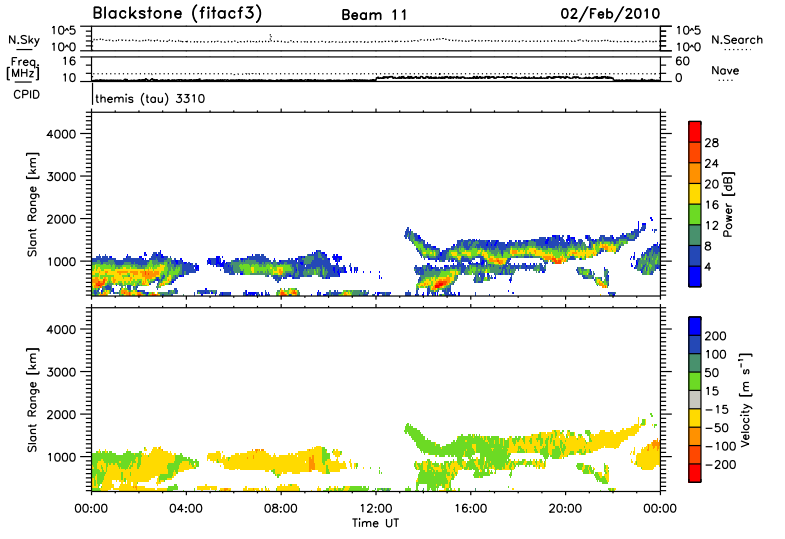 Blackstone (fitacf3) Beam 11 02/Feb/2010
N.Sky 10^5 10^0 10^5 10^0 N.Search
Freq. [MHz] 16 10 60 0 Nave
CPID themis (tau) 3310
Slant Range [km] 4000 3000 2000 1000
Power [dB] 28 24 20 16 12 8 4
Slant Range [km] 4000 3000 2000 1000
Velocity [m s⁻¹] 200 100 50 15 -15 -50 -100 -200
00:00 04:00 08:00 12:00 16:00 20:00 00:00
Time UT